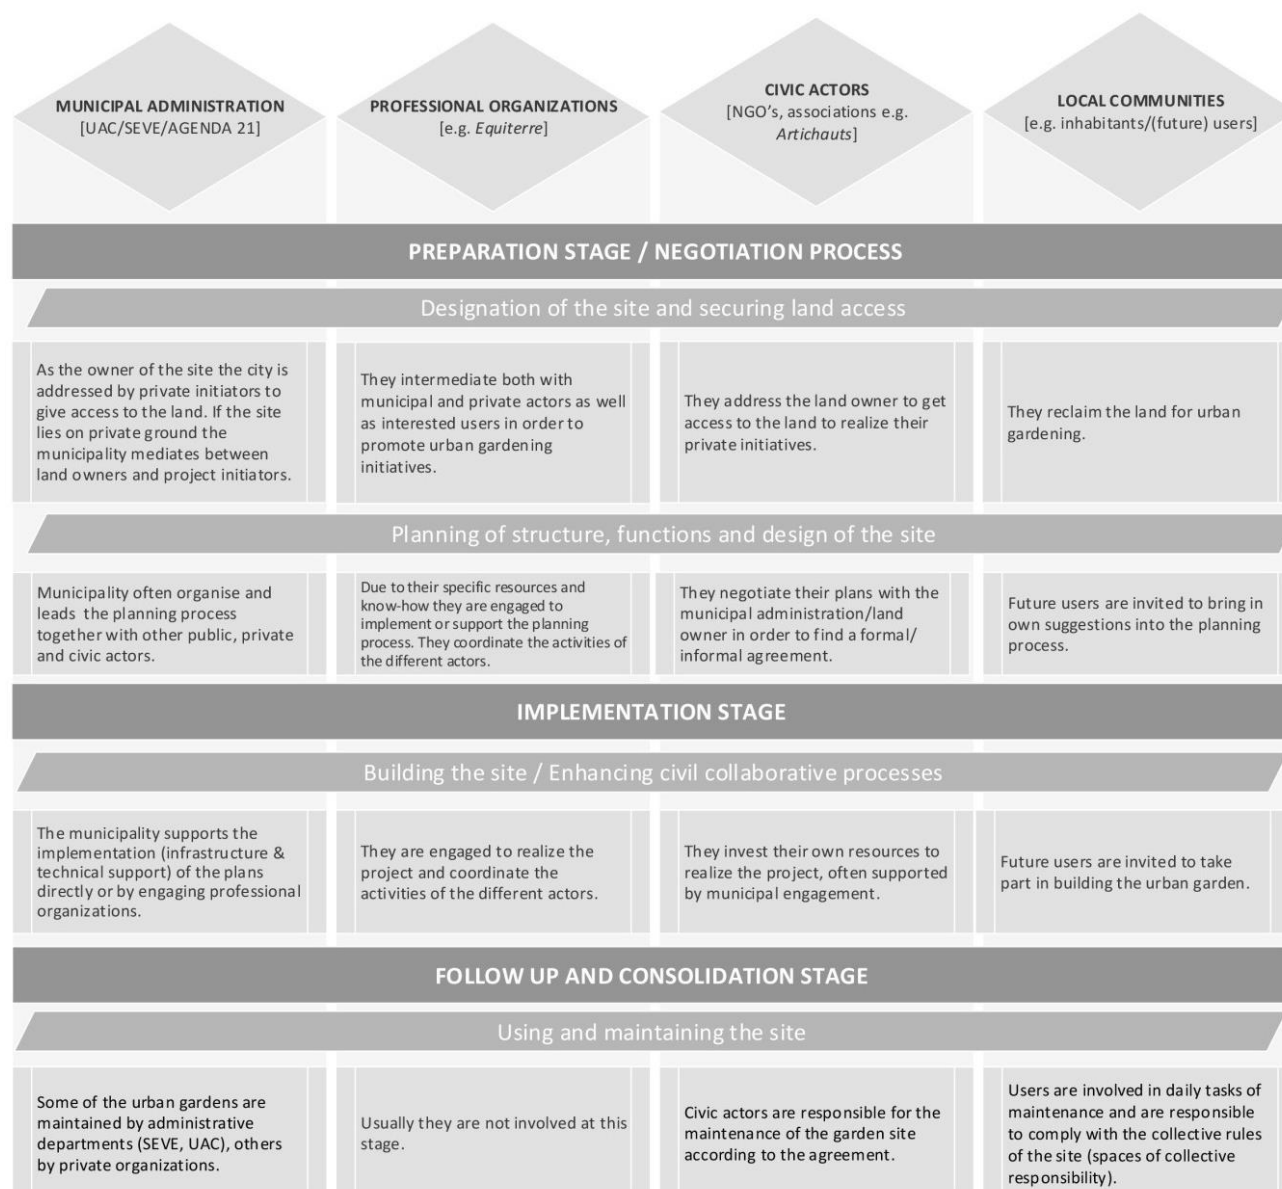 MUNICIPAL ADMINISTRATION
[UAC/SEVE/AGENDA 21]
PROFESSIONAL ORGANIZATIONS
[e.g. Equiterre]
CIVIC ACTORS
[NGO's, associations e.g.
Artichauts]
LOCAL COMMUNITIES
[e.g. inhabitants/(future) users]
PREPARATION STAGE / NEGOTIATION PROCESS
Designation of the site and securing land access
As the owner of the site the city is
addressed by private initiators to
give access to the land. If the site
lies on private ground the
municipality mediates between
land owners and project initiators.
They intermediate both with
municipal and private actors as well
as interested users in order to
promote urban gardening
initiatives.
They address the land owner to get
access to the land to realize their
private initiatives.
They reclaim the land for urban
gardening.
Planning of structure, functions and design of the site
Municipality often organise and
leads the planning process
together with other public, private
and civic actors.
Due to their specific resources and
know-how they are engaged to
implement or support the planning
process. They coordinate the activities of
the different actors.
They negotiate their plans with the
municipal administration/land
owner in order to find a formal/
informal agreement.
Future users are invited to bring in
own suggestions into the planning
process.
IMPLEMENTATION STAGE
Building the site / Enhancing civil collaborative processes
The municipality supports the
implementation (infrastructure &
technical support) of the plans
directly or by engaging professional
organizations.
They are engaged to realize the
project and coordinate the
activities of the different actors.
They invest their own resources to
realize the project, often supported
by municipal engagement.
Future users are invited to take
part in building the urban garden.
FOLLOW UP AND CONSOLIDATION STAGE
Using and maintaining the site
Some of the urban gardens are
maintained by administrative
departments (SEVE, UAC), others
by private organizations.
Usually they are not involved at this
stage.
Civic actors are responsible for the
maintenance of the garden site
according to the agreement.
Users are involved in daily tasks of
maintenance and are responsible
to comply with the collective rules
of the site (spaces of collective
responsibility).